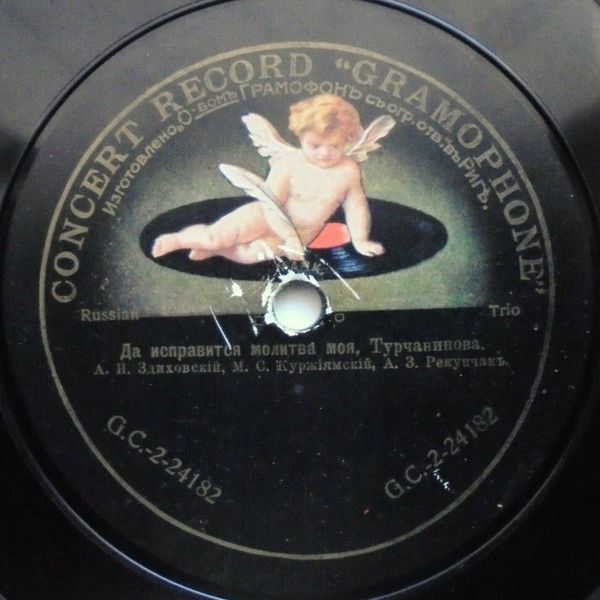 CONCERT RECORD “GRAMOPHONE”
Изготовлено О-вомъ Грамофонъ съ огр. отв. въ Ригѣ.
Russian Trio
Да исправится молитва моя, Турчанинова.
А. И. Здиховскій, М. С. Куржіямскій, А. З. Рекупчакъ.
G.C.-2-24182 G.C.-2-24182